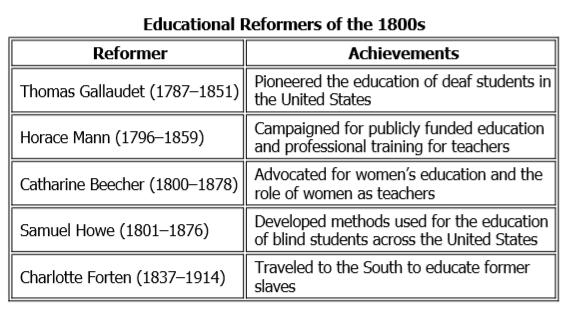 Educational Reformers of the 1800s
Reformer
Achievements
Thomas Gallaudet (1787–1851)
Pioneered the education of deaf students in
the United States
Horace Mann (1796–1859)
Campaigned for publicly funded education
and professional training for teachers
Catharine Beecher (1800–1878)
Advocated for women's education and the
role of women as teachers
Samuel Howe (1801–1876)
Developed methods used for the education
of blind students across the United States
Charlotte Forten (1837–1914)
Traveled to the South to educate former
slaves